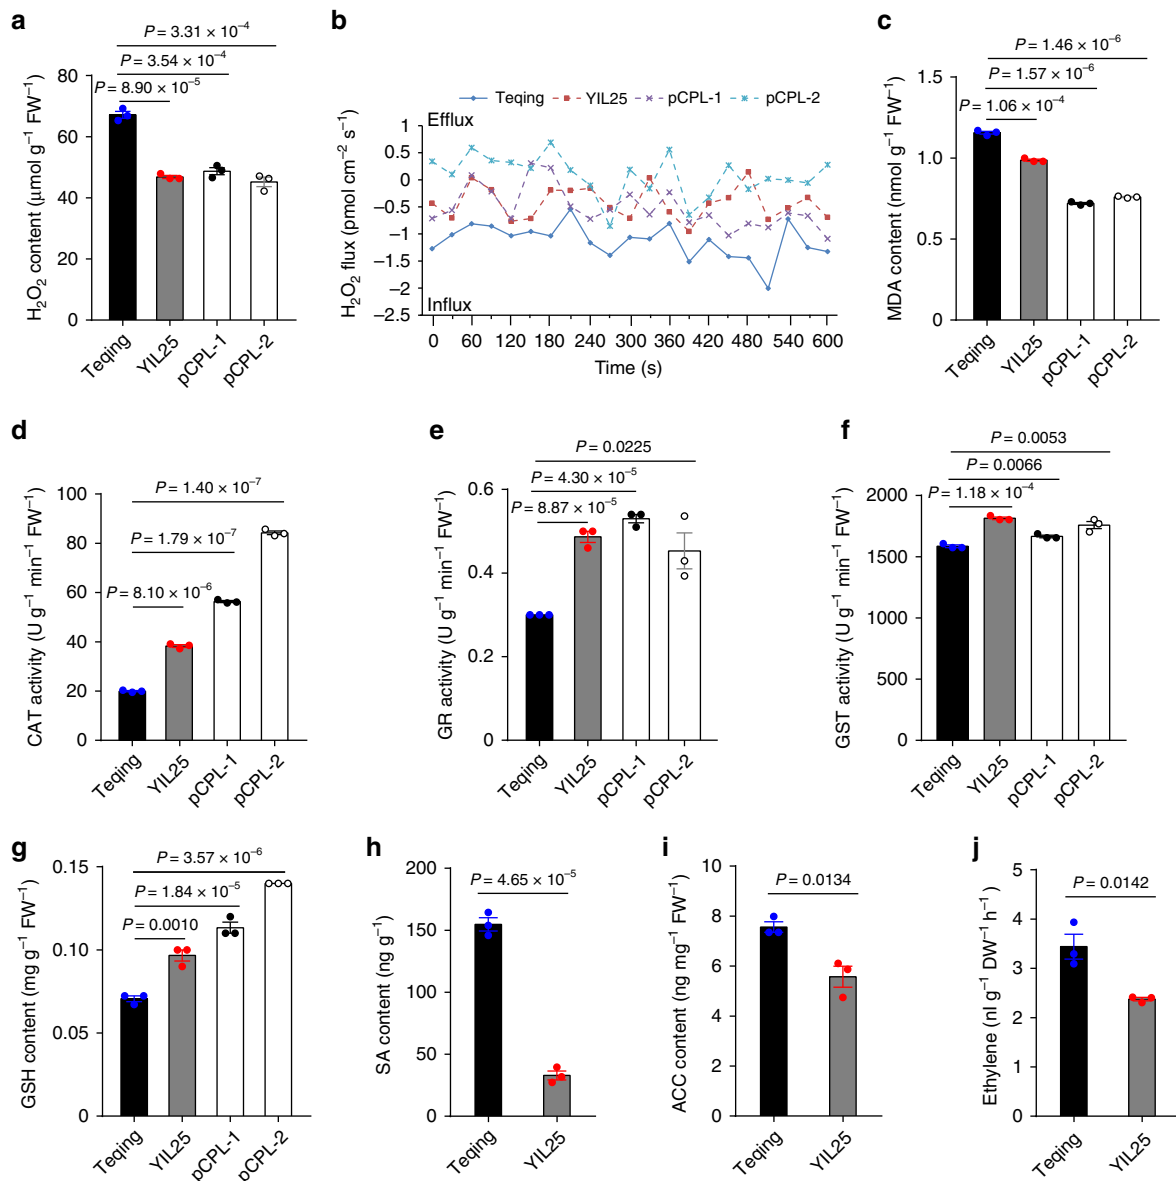 a
P = 3.31 × 10⁻⁴
P = 3.54 × 10⁻⁴
P = 8.90 × 10⁻⁵
H₂O₂ content (μmol g⁻¹ FW⁻¹)
80
60
40
20
0
Teqing
YIL25
pCPL-1
pCPL-2
b
Teqing
YIL25
pCPL-1
pCPL-2
Efflux
Influx
H₂O₂ flux (pmol cm⁻² s⁻¹)
1
0.5
0
−0.5
−1
−1.5
−2
−2.5
0 60 120 180 240 300 360 420 480 540 600
Time (s)
c
P = 1.46 × 10⁻⁶
P = 1.57 × 10⁻⁶
P = 1.06 × 10⁻⁴
MDA content (nmol g⁻¹ FW⁻¹)
1.5
1.0
0.5
0
Teqing
YIL25
pCPL-1
pCPL-2
d
P = 1.40 × 10⁻⁷
P = 1.79 × 10⁻⁷
P = 8.10 × 10⁻⁶
CAT activity (U g⁻¹ min⁻¹ FW⁻¹)
100
80
60
40
20
0
Teqing
YIL25
pCPL-1
pCPL-2
e
P = 0.0225
P = 4.30 × 10⁻⁵
P = 8.87 × 10⁻⁵
GR activity (U g⁻¹ min⁻¹ FW⁻¹)
0.6
0.4
0.2
0
Teqing
YIL25
pCPL-1
pCPL-2
f
P = 0.0053
P = 0.0066
P = 1.18 × 10⁻⁴
GST activity (U g⁻¹ min⁻¹ FW⁻¹)
2000
1500
1000
500
0
Teqing
YIL25
pCPL-1
pCPL-2
g
P = 3.57 × 10⁻⁶
P = 1.84 × 10⁻⁵
P = 0.0010
GSH content (mg g⁻¹ FW⁻¹)
0.15
0.10
0.05
0
Teqing
YIL25
pCPL-1
pCPL-2
h
P = 4.65 × 10⁻⁵
SA content (ng g⁻¹)
200
150
100
50
0
Teqing
YIL25
i
P = 0.0134
ACC content (ng mg⁻¹ FW⁻¹)
10
8
6
4
2
0
Teqing
YIL25
j
P = 0.0142
Ethylene (nl g⁻¹ DW⁻¹ h⁻¹)
5
4
3
2
1
0
Teqing
YIL25